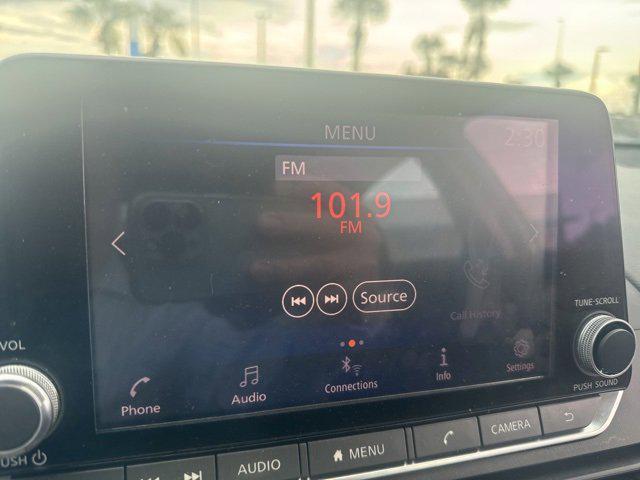 MENU
2:30
FM
101.9
FM
Source
Call History
TUNE·SCROLL
VOL
Phone
Audio
Connections
Info
Settings
PUSH SOUND
PUSH
AUDIO
MENU
CAMERA